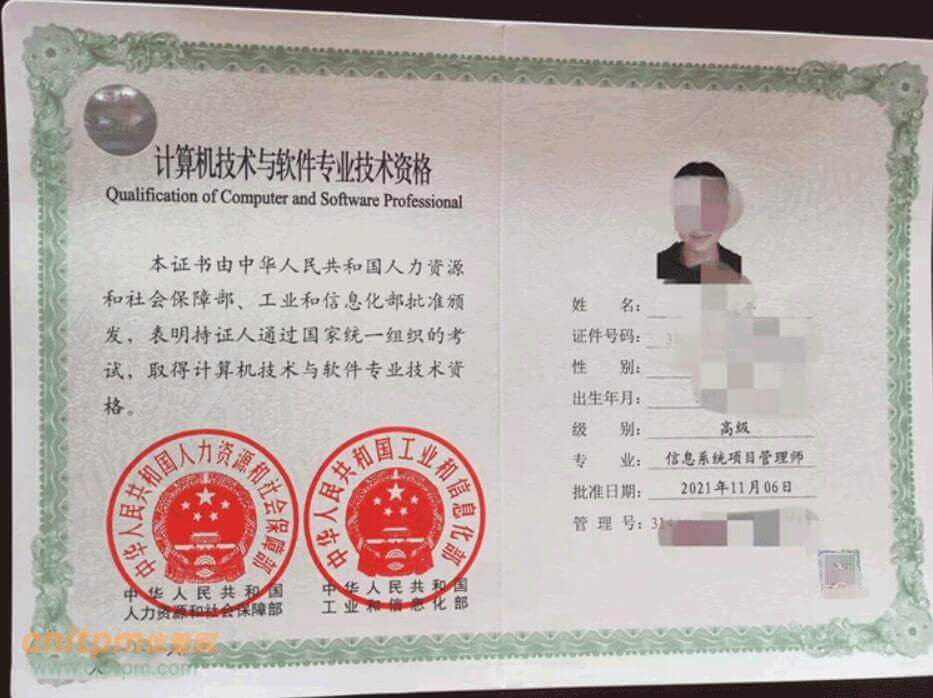 计算机技术与软件专业技术资格
Qualification of Computer and Software Professional
本证书由中华人民共和国人力资源
和社会保障部、工业和信息化部批准颁
发，表明持证人通过国家统一组织的考
试，取得计算机技术与软件专业技术资
格。
中华人民共和国人力资源和社会保障部
中华人民共和国工业和信息化部
中华人民共和国
人力资源和社会保障部
中华人民共和国
工业和信息化部
姓 名：
证件号码：3
性 别：
出生年月：
级 别：高级
专 业：信息系统项目管理师
批准日期：2021年11月06日
管 理 号：314
cnitpm信管网
www.cnitpm.com